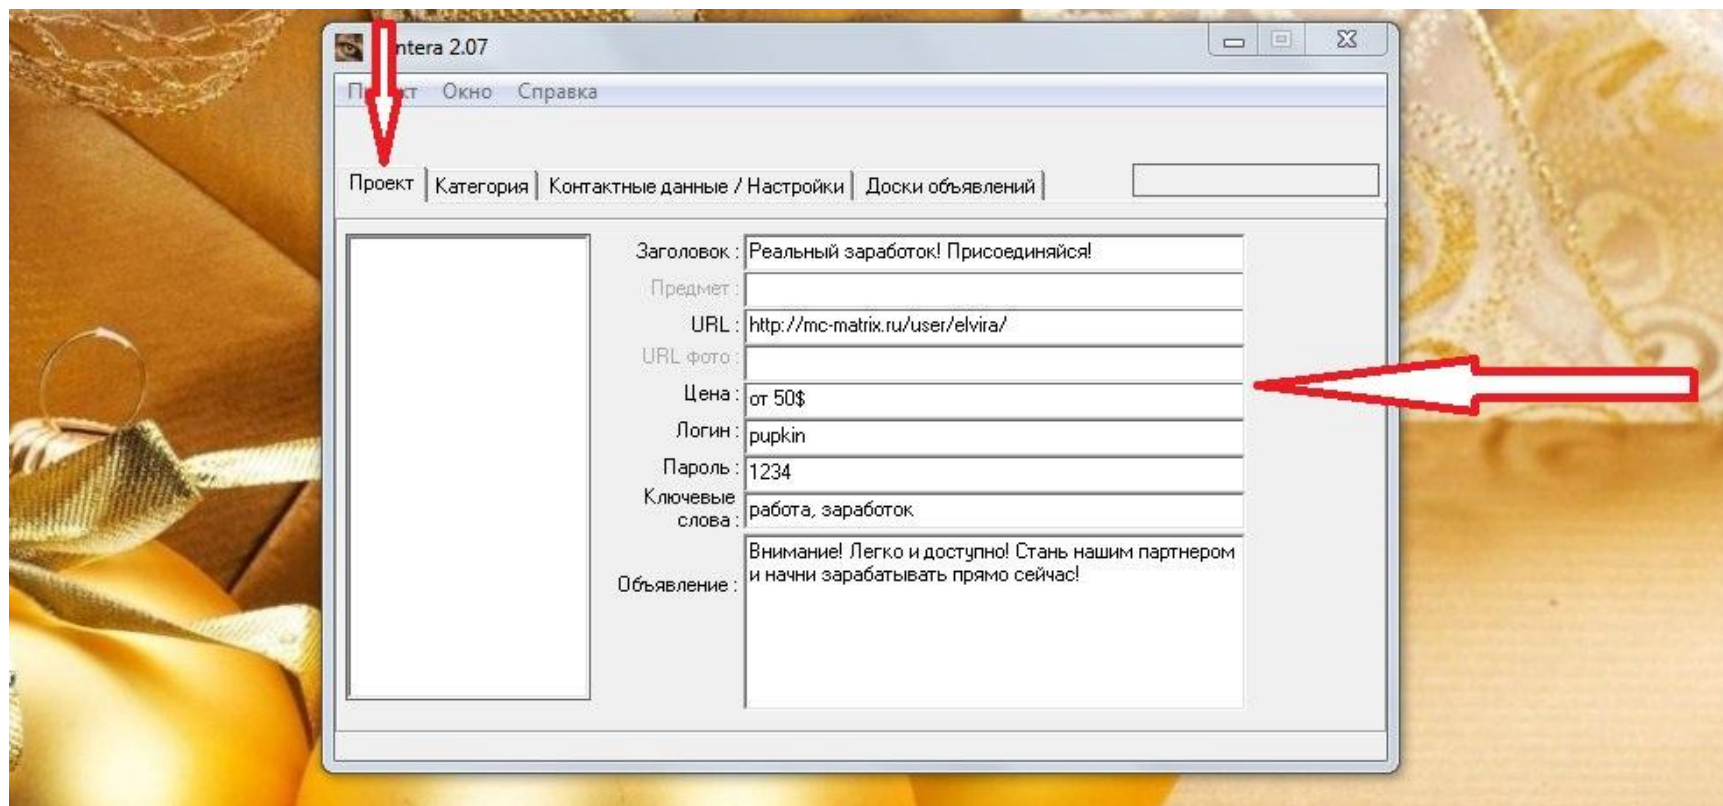 ntera 2.07
Окно Справка
Проект Категория Контактные данные / Настройки Доски объявлений
Заголовок : Реальный заработок! Присоединяйся!
Предмет :
URL : http://mc-matrix.ru/user/elvira/
URL фото :
Цена : от 50$
Логин : pupkin
Пароль : 1234
Ключевые
слова : работа, заработок
Объявление : Внимание! Легко и доступно! Стань нашим партнером
и начни зарабатывать прямо сейчас!